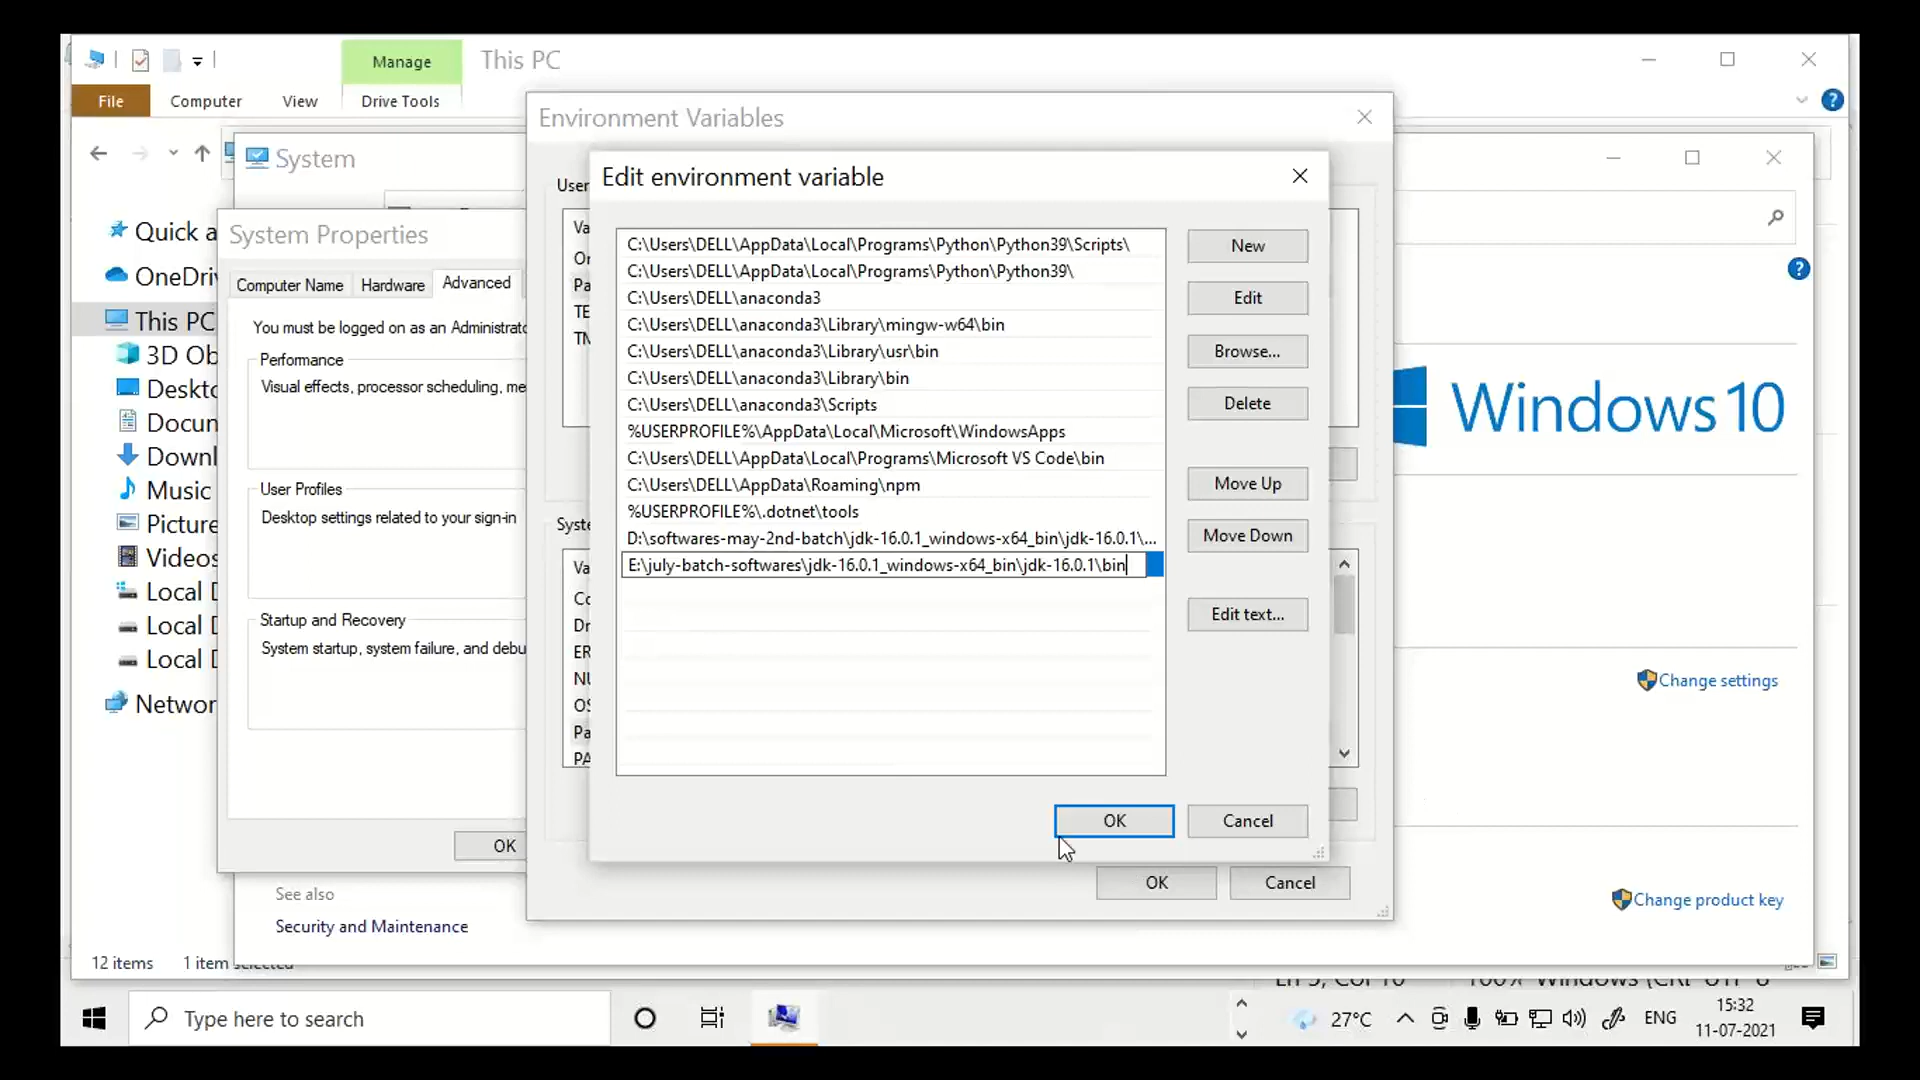 Manage
This PC
File
Computer
View
Drive Tools
Environment Variables
System
Edit environment variable
User
System Properties
Computer Name
Hardware
Advanced
You must be logged on as an Administrato
Performance
Visual effects, processor scheduling, me
User Profiles
Desktop settings related to your sign-in
Startup and Recovery
System startup, system failure, and debu
OK
Quick a
OneDri
This PC
3D Ob
Deskto
Docun
Downl
Music
Picture
Videos
Local D
Local D
Local D
Networ
Va
Or
Pa
TE
TM
Syste
Va
Co
Dr
ER
NU
OS
Pa
PA
C:\Users\DELL\AppData\Local\Programs\Python\Python39\Scripts\
C:\Users\DELL\AppData\Local\Programs\Python\Python39\
C:\Users\DELL\anaconda3
C:\Users\DELL\anaconda3\Library\mingw-w64\bin
C:\Users\DELL\anaconda3\Library\usr\bin
C:\Users\DELL\anaconda3\Library\bin
C:\Users\DELL\anaconda3\Scripts
%USERPROFILE%\AppData\Local\Microsoft\WindowsApps
C:\Users\DELL\AppData\Local\Programs\Microsoft VS Code\bin
C:\Users\DELL\AppData\Roaming\npm
%USERPROFILE%\.dotnet\tools
D:\softwares-may-2nd-batch\jdk-16.0.1_windows-x64_bin\jdk-16.0.1\...
E:\july-batch-softwares\jdk-16.0.1_windows-x64_bin\jdk-16.0.1\bin
New
Edit
Browse...
Delete
Move Up
Move Down
Edit text...
OK
Cancel
OK
Cancel
Windows 10
Change settings
Change product key
See also
Security and Maintenance
12 items
1 item selected
Type here to search
27°C
ENG
15:32
11-07-2021